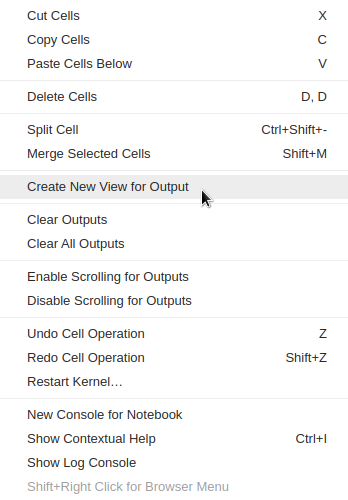 Cut Cells X
Copy Cells C
Paste Cells Below V
Delete Cells D, D
Split Cell Ctrl+Shift+-
Merge Selected Cells Shift+M
Create New View for Output
Clear Outputs
Clear All Outputs
Enable Scrolling for Outputs
Disable Scrolling for Outputs
Undo Cell Operation Z
Redo Cell Operation Shift+Z
Restart Kernel…
New Console for Notebook
Show Contextual Help Ctrl+I
Show Log Console
Shift+Right Click for Browser Menu